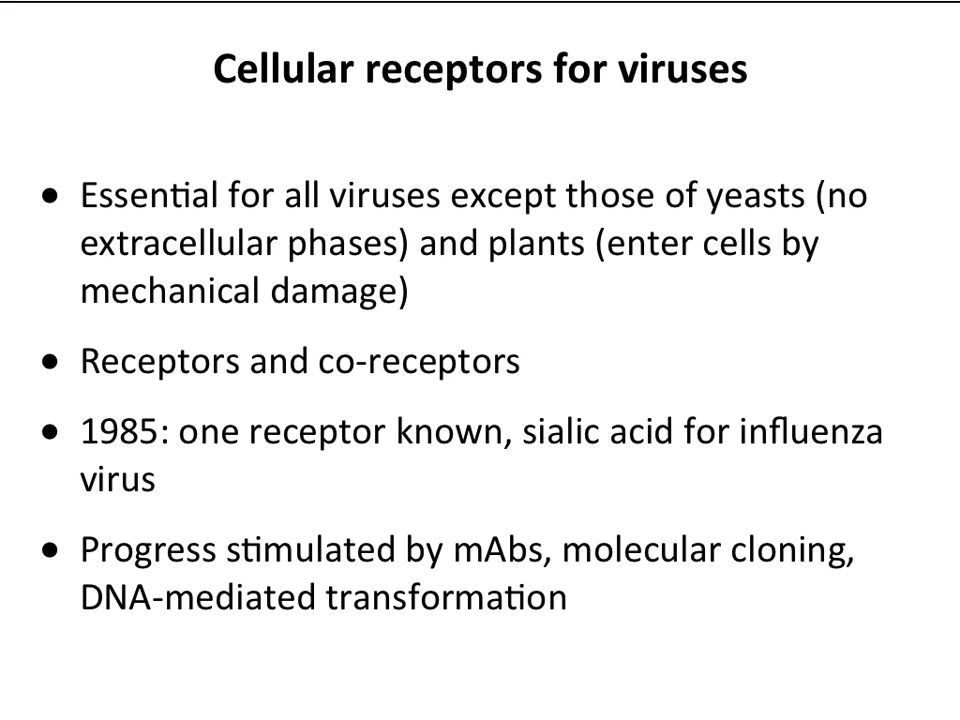 Cellular receptors for viruses
• Essential for all viruses except those of yeasts (no
extracellular phases) and plants (enter cells by
mechanical damage)
• Receptors and co-receptors
• 1985: one receptor known, sialic acid for influenza
virus
• Progress stimulated by mAbs, molecular cloning,
DNA-mediated transformation